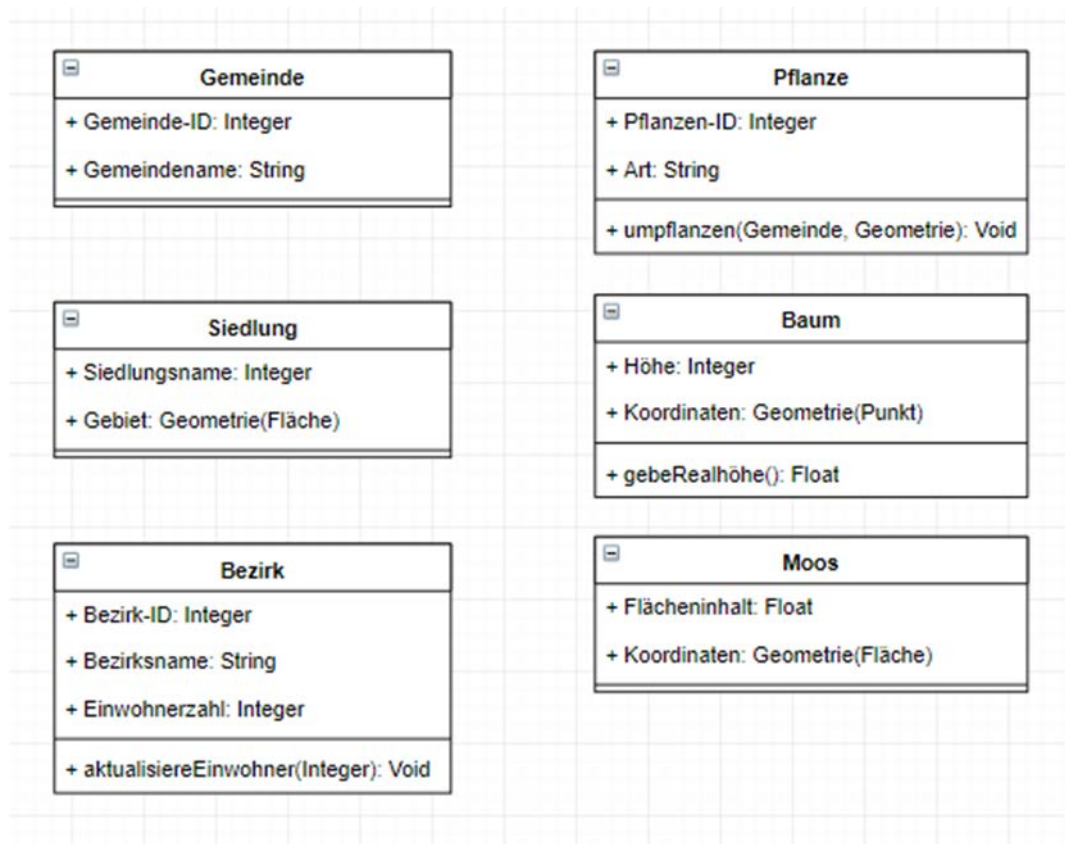 Gemeinde
+ Gemeinde-ID: Integer
+ Gemeindename: String
Siedlung
+ Siedlungsname: Integer
+ Gebiet: Geometrie(Fläche)
Bezirk
+ Bezirk-ID: Integer
+ Bezirksname: String
+ Einwohnerzahl: Integer
+ aktualisiereEinwohner(Integer): Void
Pflanze
+ Pflanzen-ID: Integer
+ Art: String
+ umpflanzen(Gemeinde, Geometrie): Void
Baum
+ Höhe: Integer
+ Koordinaten: Geometrie(Punkt)
+ gebeRealhöhe(): Float
Moos
+ Flächeninhalt: Float
+ Koordinaten: Geometrie(Fläche)